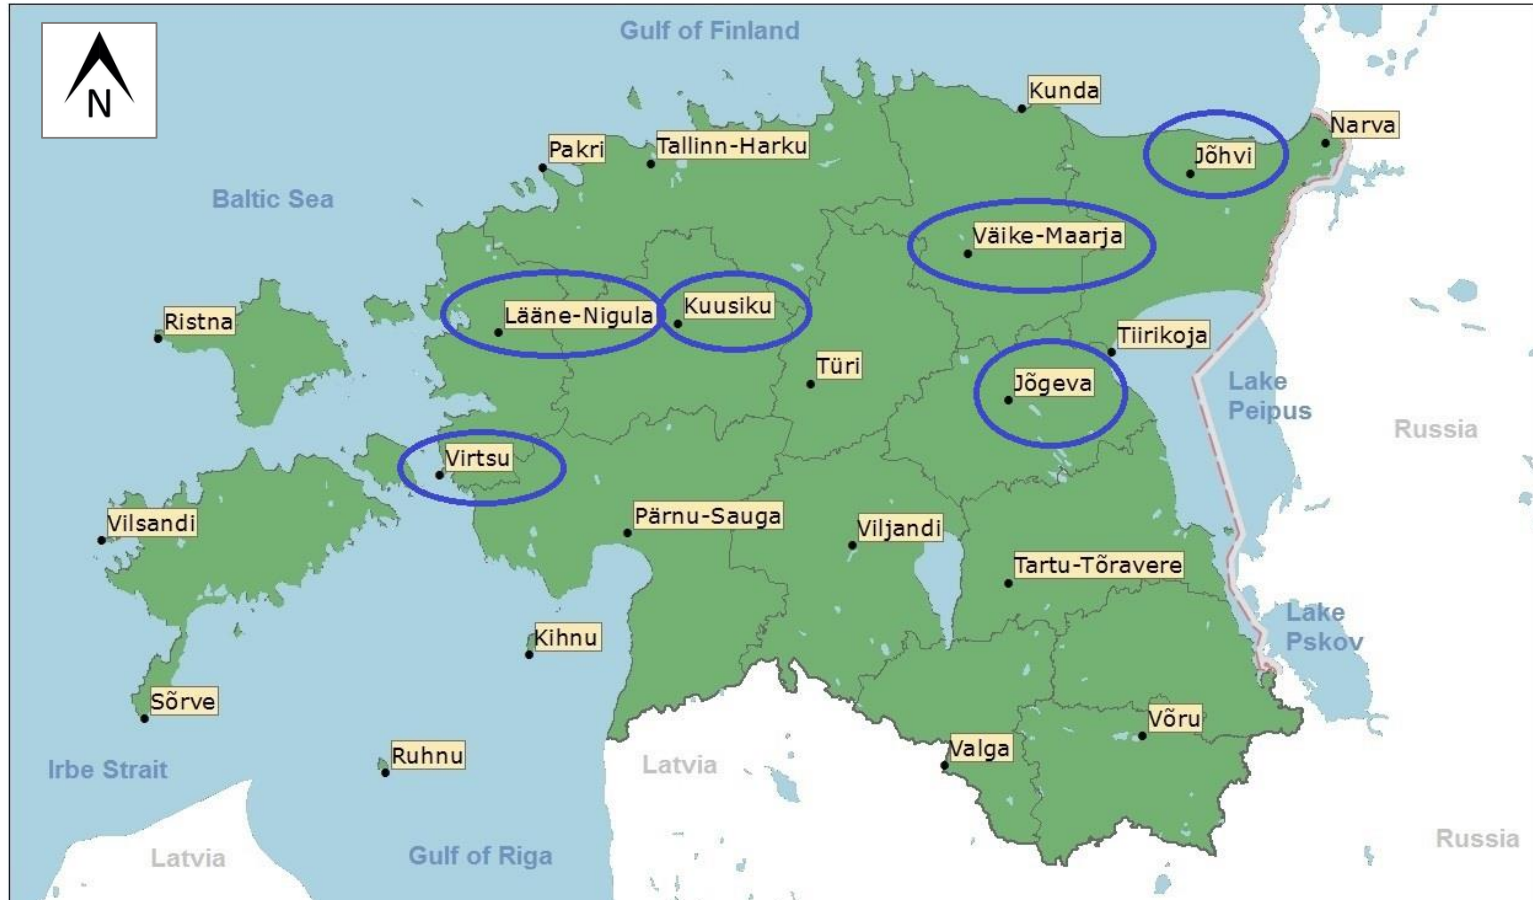 Gulf of Finland
N
Kunda
Narva
Tallinn-Harku
Pakri
Jõhvi
Baltic Sea
Väike-Maarja
Lääne-Nigula
Kuusiku
Ristna
Tiirikoja
Türi
Jõgeva
Lake
Peipus
Russia
Virtsu
Vilsandi
Pärnu-Sauga
Viljandi
Tartu-Tõravere
Lake
Pskov
Kihnu
Sõrve
Võru
Ruhnu
Valga
Irbe Strait
Latvia
Latvia
Gulf of Riga
Russia